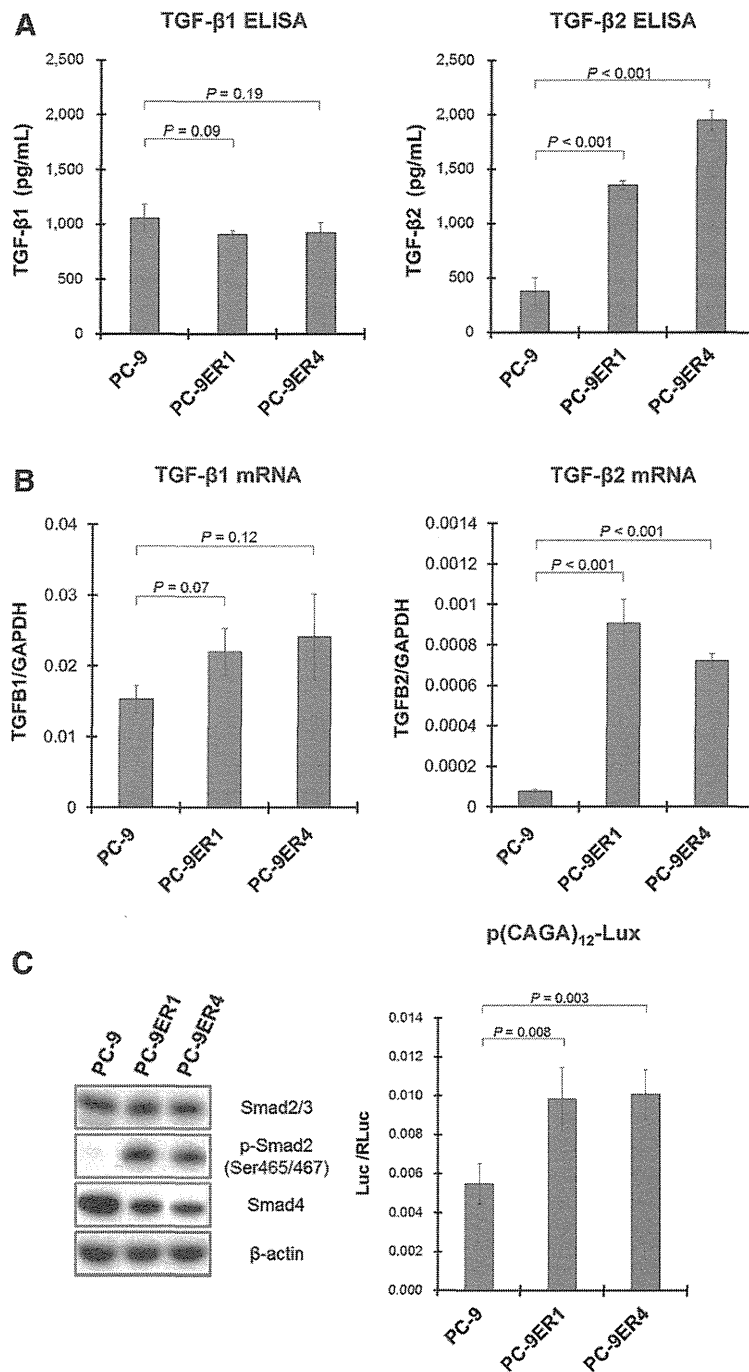 A
TGF-β1 ELISA
TGF-β1 (pg/mL)
2,500
2,000
1,500
1,000
500
0
P = 0.19
P = 0.09
PC-9
PC-9ER1
PC-9ER4
TGF-β2 ELISA
TGF-β2 (pg/mL)
2,500
2,000
1,500
1,000
500
0
P < 0.001
P < 0.001
PC-9
PC-9ER1
PC-9ER4
B
TGF-β1 mRNA
TGFB1/GAPDH
0.04
0.03
0.02
0.01
0
P = 0.12
P = 0.07
PC-9
PC-9ER1
PC-9ER4
TGF-β2 mRNA
TGFB2/GAPDH
0.0014
0.0012
0.001
0.0008
0.0006
0.0004
0.0002
0
P < 0.001
P < 0.001
PC-9
PC-9ER1
PC-9ER4
C
PC-9
PC-9ER1
PC-9ER4
Smad2/3
p-Smad2
(Ser465/467)
Smad4
β-actin
p(CAGA)₁₂-Lux
Luc /RLuc
0.014
0.012
0.010
0.008
0.006
0.004
0.002
0.000
P = 0.003
P = 0.008
PC-9
PC-9ER1
PC-9ER4